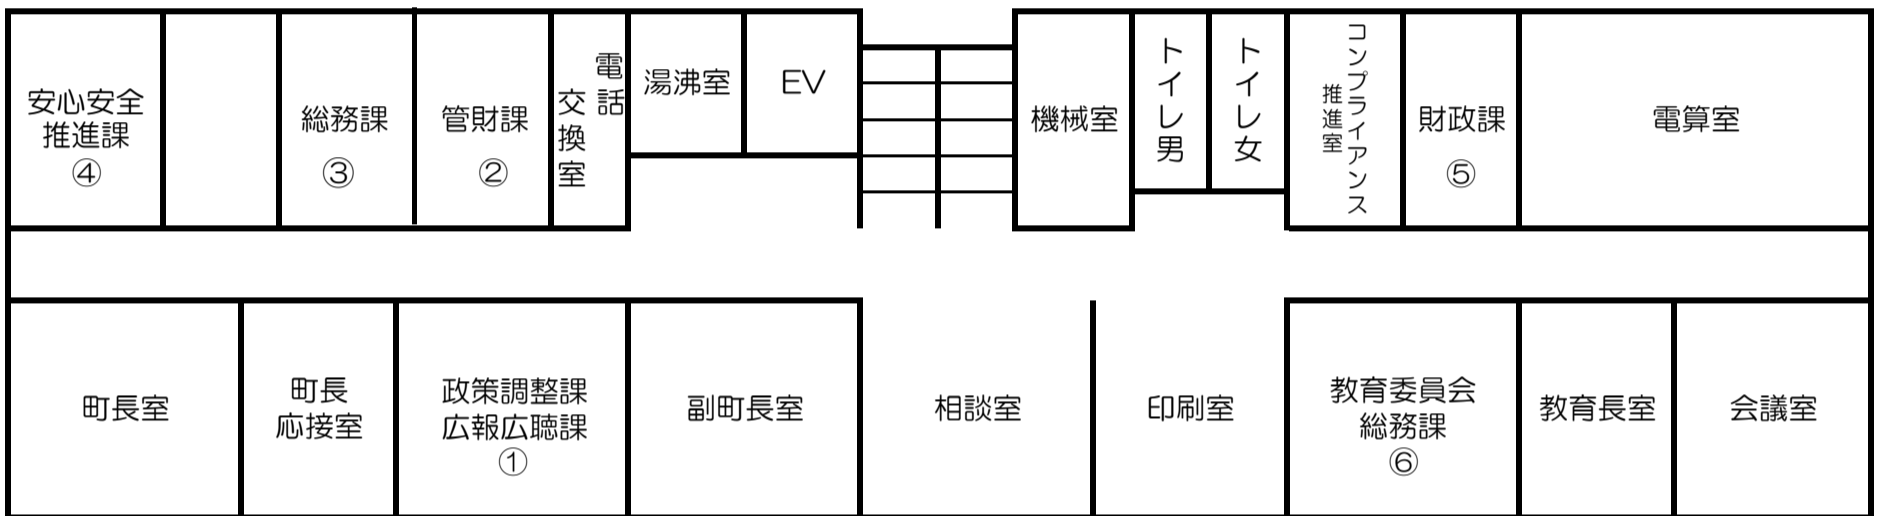 安心安全
推進課
④
総務課
③
管財課
②
電話
交換室
湯沸室
EV
機械室
トイレ男
トイレ女
コンプライアンス
推進室
財政課
⑤
電算室
町長室
町長
応接室
政策調整課
広報広聴課
①
副町長室
相談室
印刷室
教育委員会
総務課
⑥
教育長室
会議室